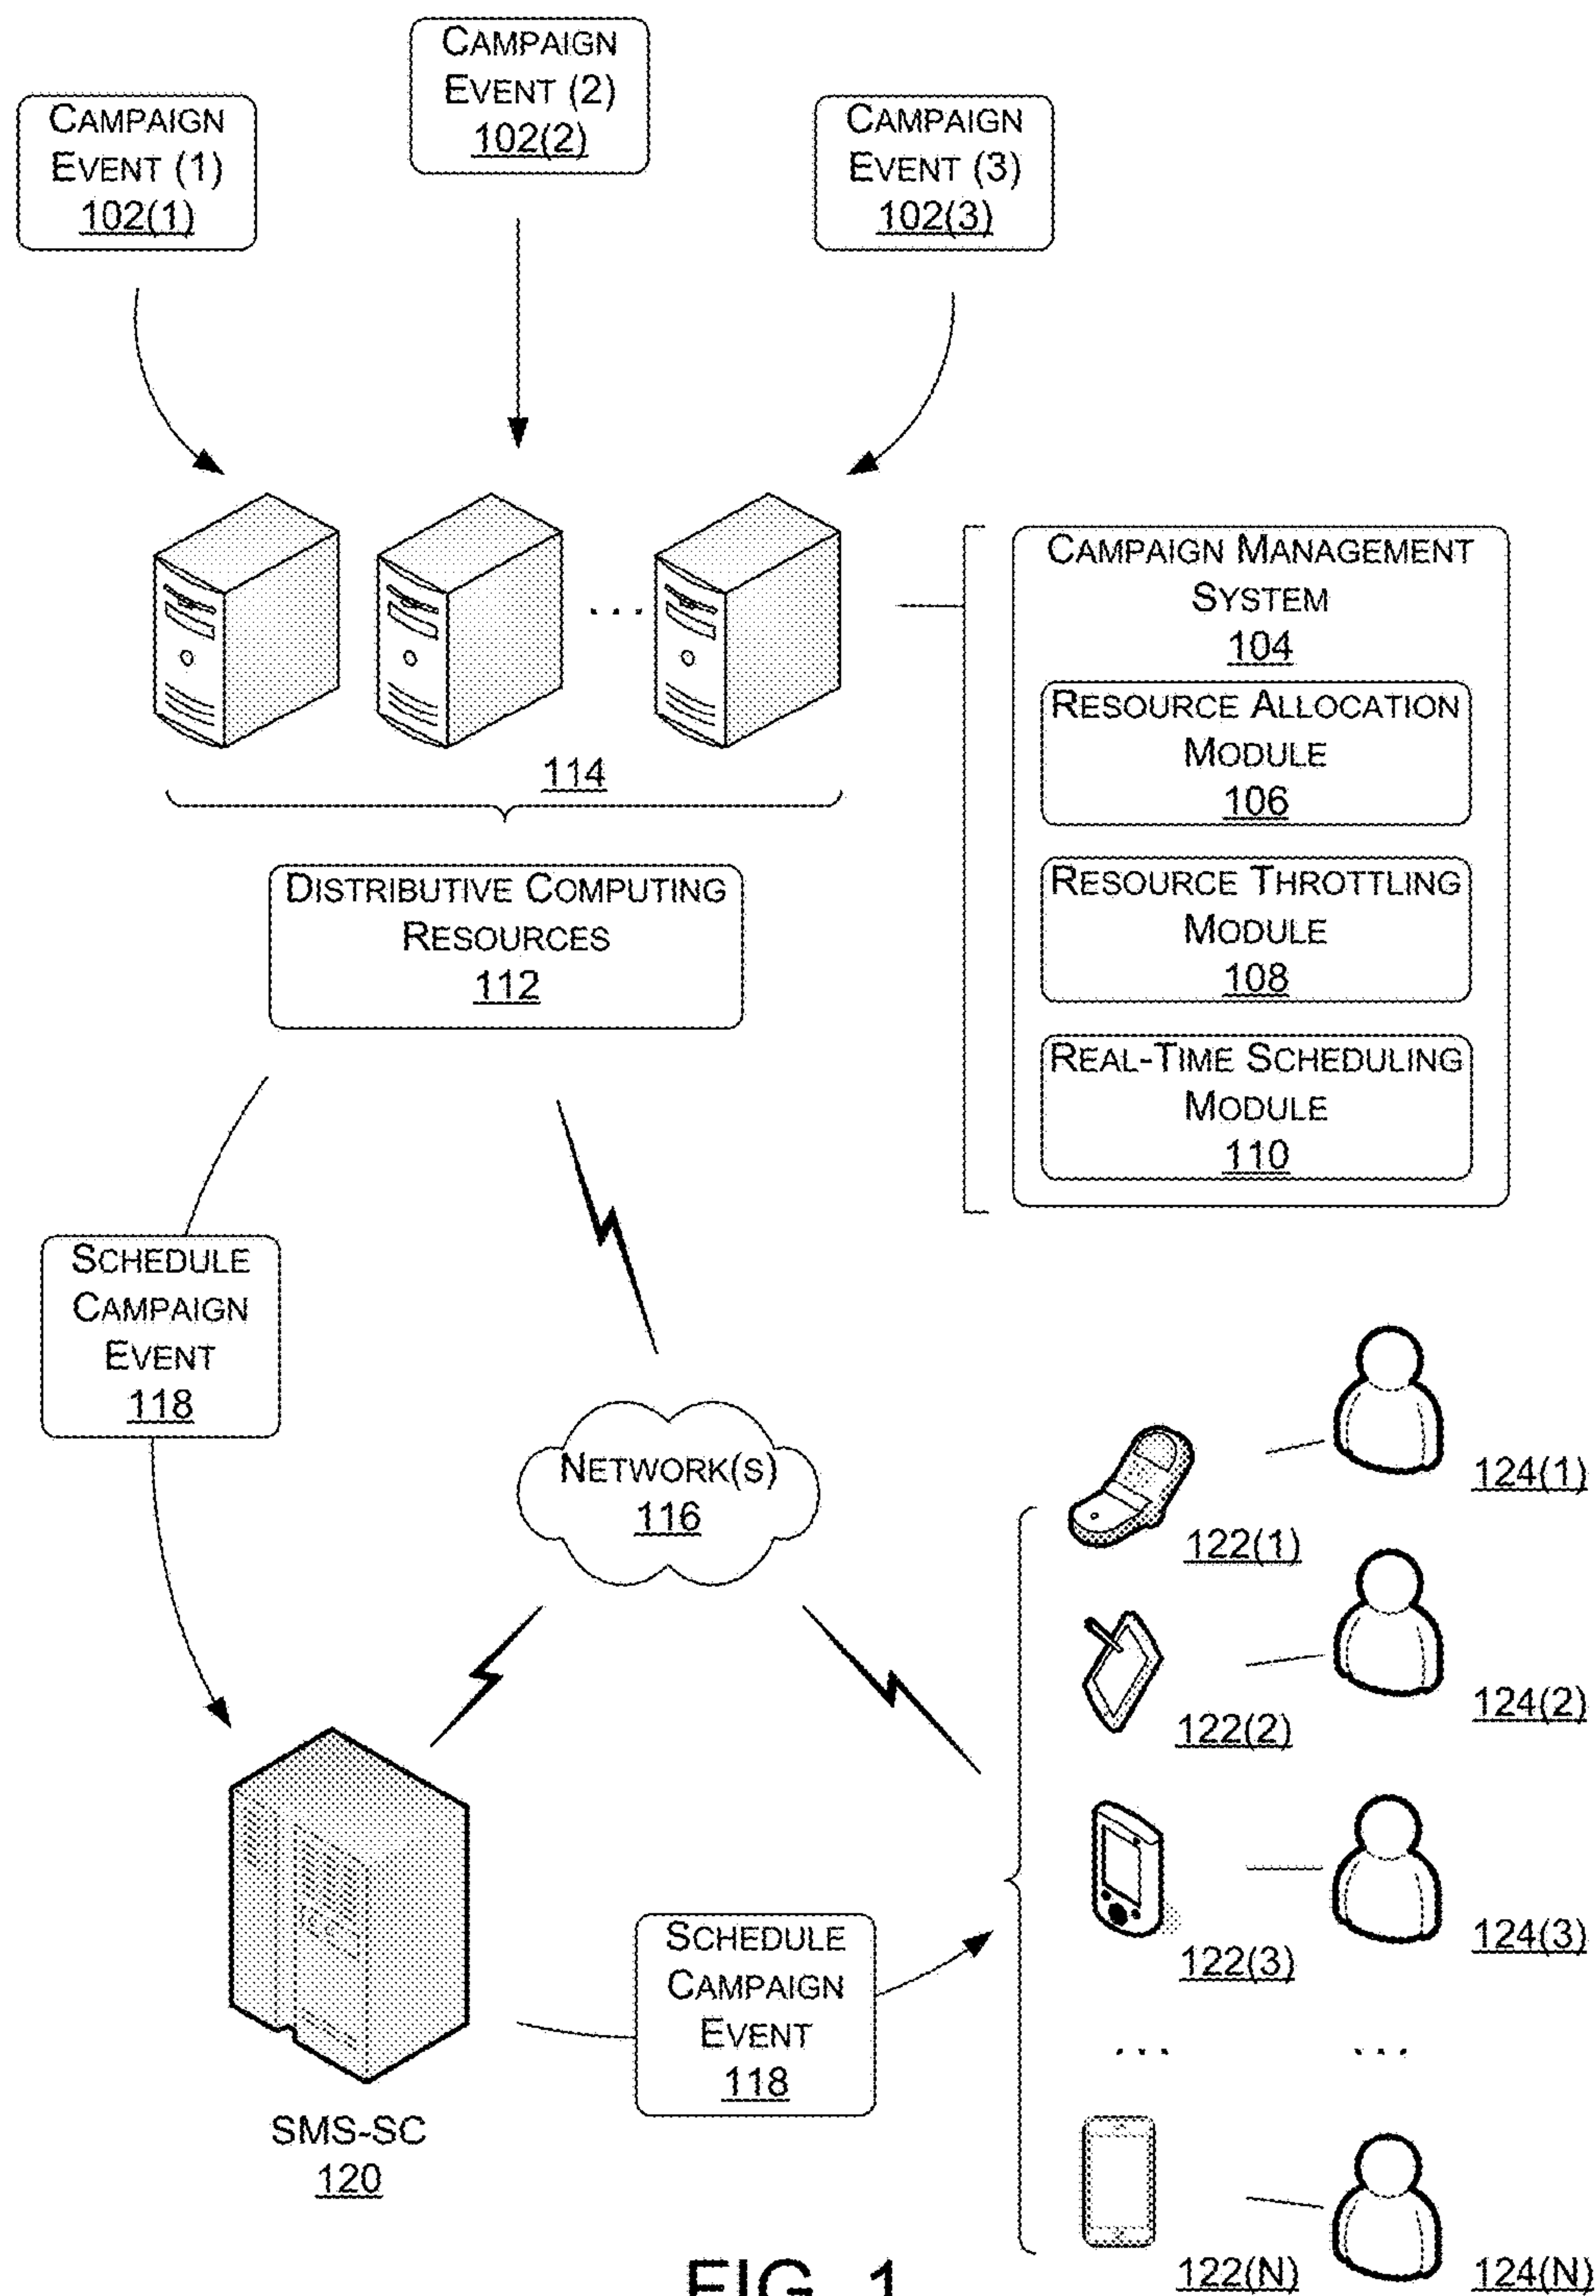 CAMPAIGN
EVENT (1)
102(1)
CAMPAIGN
EVENT (2)
102(2)
CAMPAIGN
EVENT (3)
102(3)
...
114
DISTRIBUTIVE COMPUTING
RESOURCES
112
CAMPAIGN MANAGEMENT
SYSTEM
104
RESOURCE ALLOCATION
MODULE
106
RESOURCE THROTTLING
MODULE
108
REAL-TIME SCHEDULING
MODULE
110
SCHEDULE
CAMPAIGN
EVENT
118
NETWORK(S)
116
122(1)
124(1)
122(2)
124(2)
122(3)
124(3)
... ...
122(N)
124(N)
SCHEDULE
CAMPAIGN
EVENT
118
SMS-SC
120
FIG. 1